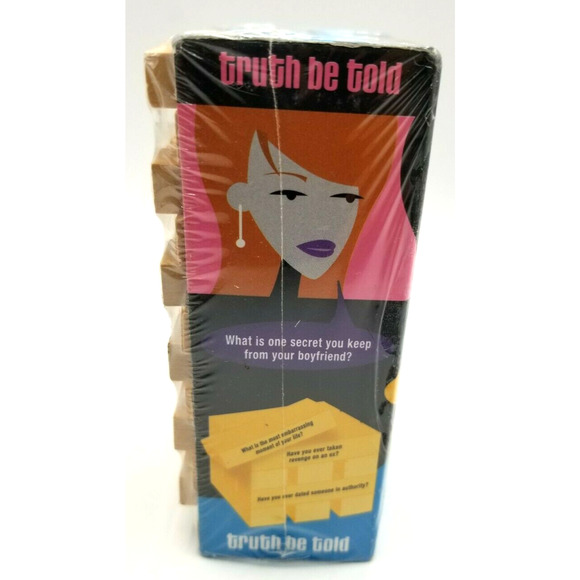 truth be told
What is one secret you keep
from your boyfriend?
What is the most embarrassing
moment of your life?
Have you ever taken
revenge on an ex?
Have you ever dated someone in authority?
truth be told